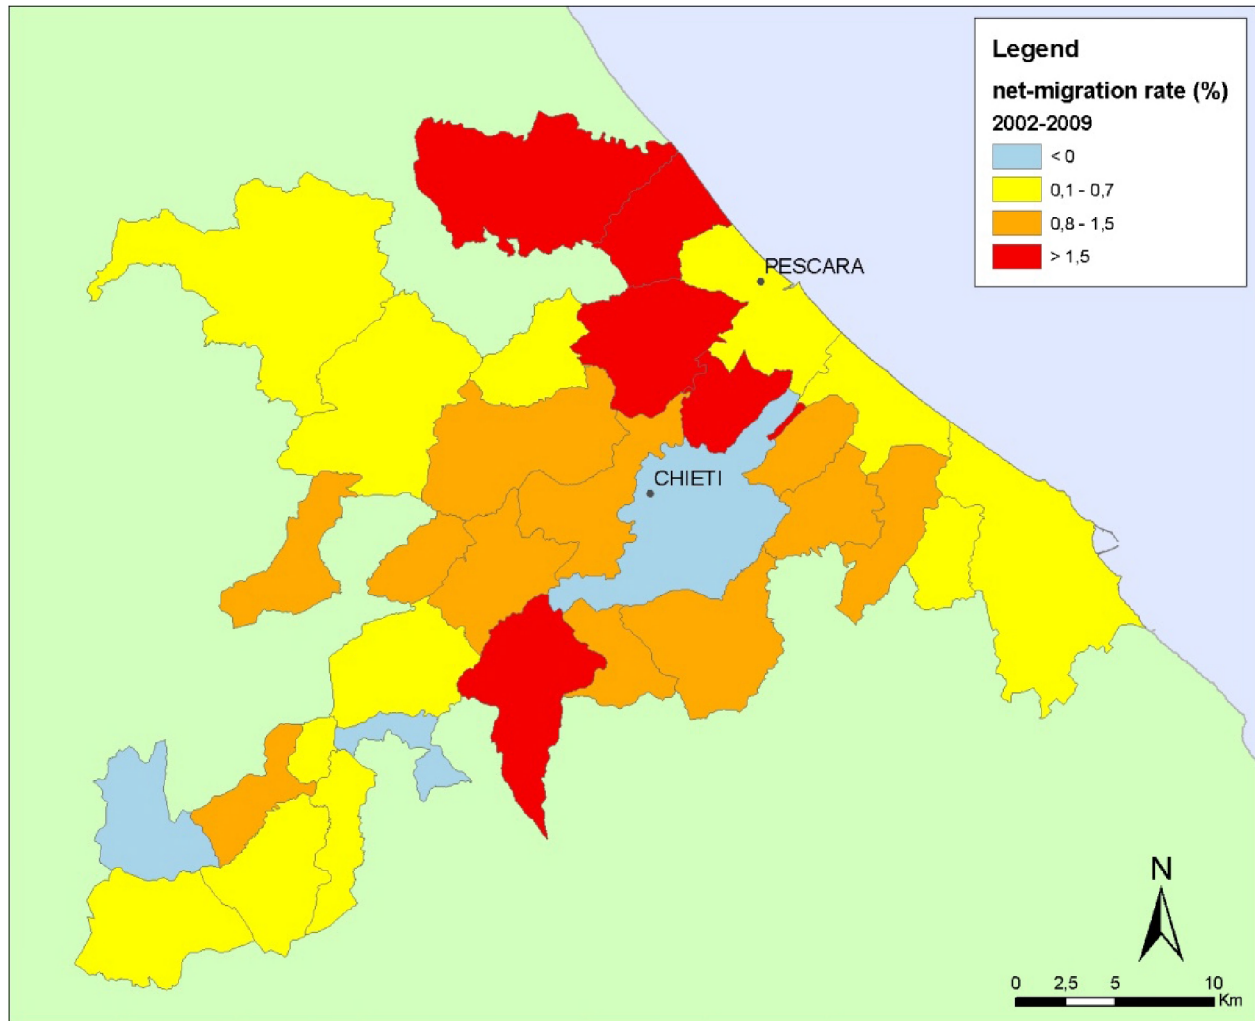 Legend
net-migration rate (%)
2002-2009
< 0
0,1 - 0,7
0,8 - 1,5
> 1,5
PESCARA
CHIETI
N
0 2,5 5 10
Km